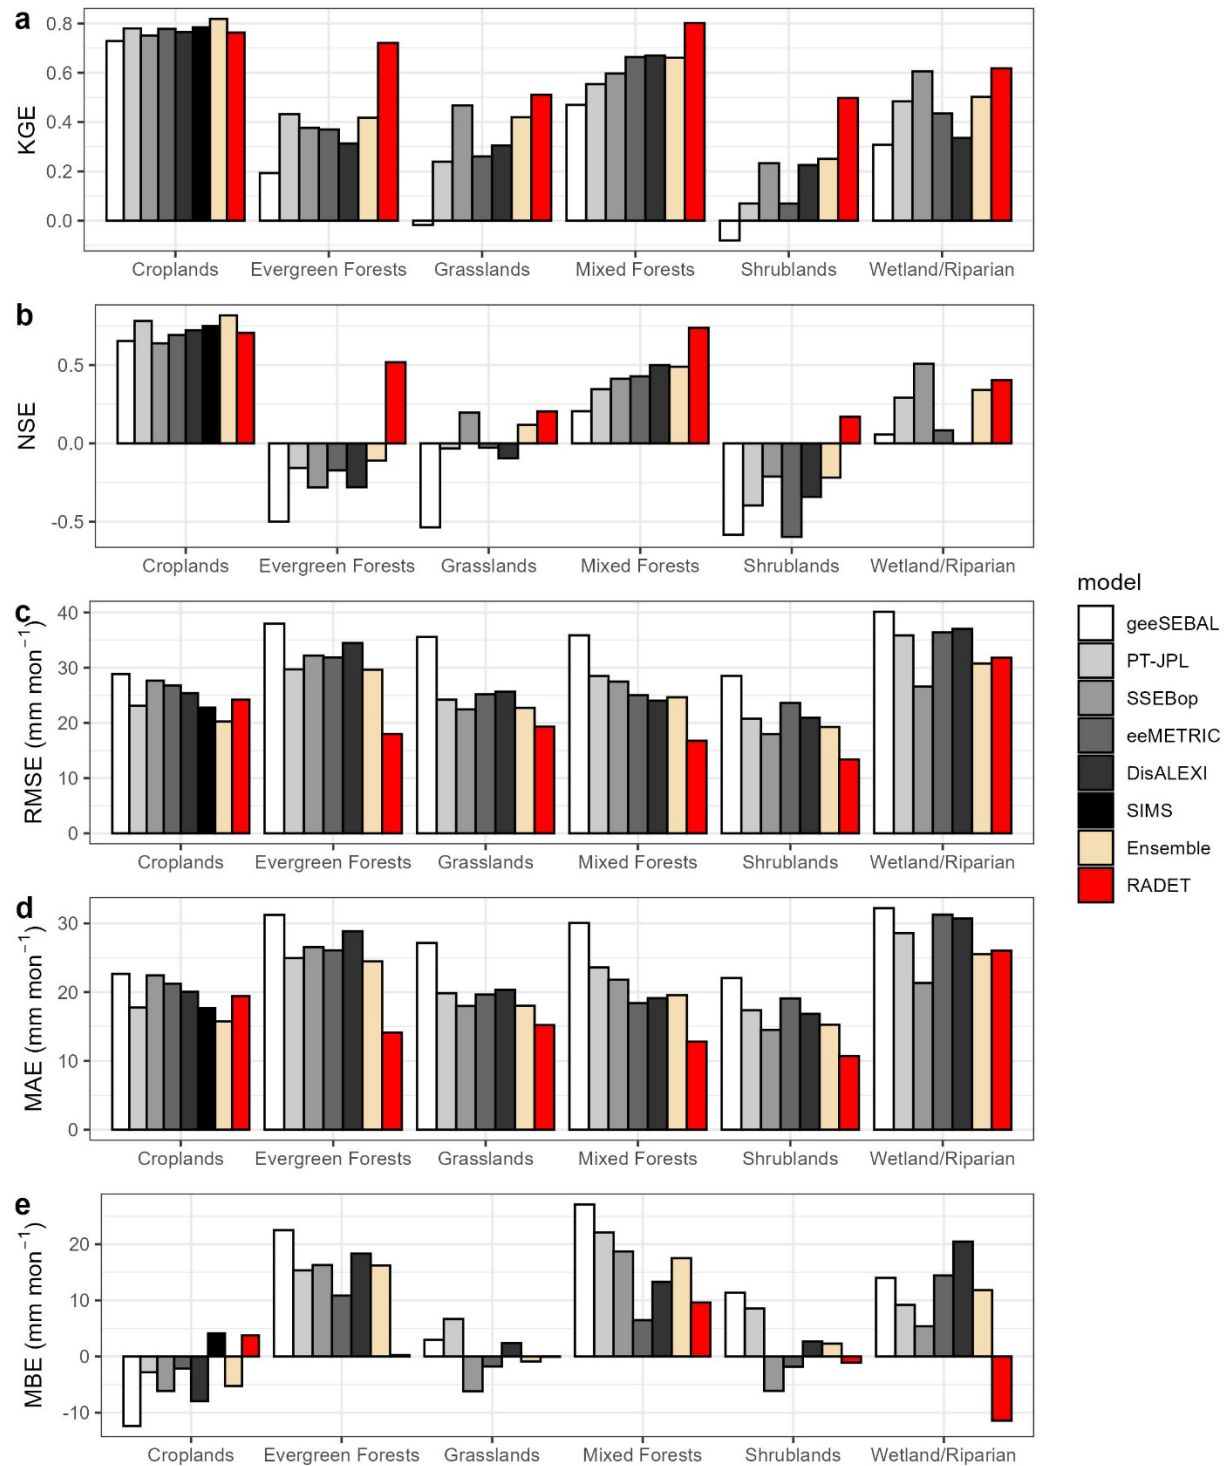 a
KGE
0.8
0.6
0.4
0.2
0.0
Croplands Evergreen Forests Grasslands Mixed Forests Shrublands Wetland/Riparian
b
NSE
0.5
0.0
-0.5
Croplands Evergreen Forests Grasslands Mixed Forests Shrublands Wetland/Riparian
c
RMSE (mm mon⁻¹)
40
30
20
10
0
Croplands Evergreen Forests Grasslands Mixed Forests Shrublands Wetland/Riparian
d
MAE (mm mon⁻¹)
30
20
10
0
Croplands Evergreen Forests Grasslands Mixed Forests Shrublands Wetland/Riparian
e
MBE (mm mon⁻¹)
20
10
0
-10
Croplands Evergreen Forests Grasslands Mixed Forests Shrublands Wetland/Riparian
model
geeSEBAL
PT-JPL
SSEBop
eeMETRIC
DisALEXI
SIMS
Ensemble
RADET